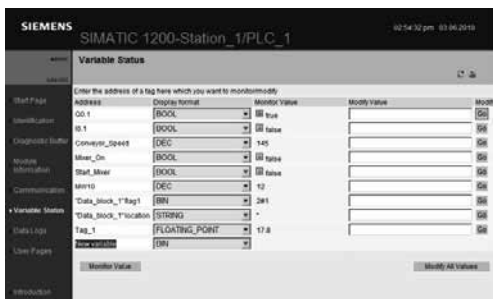 SIEMENS
SIMATIC 1200-Station_1/PLC_1
02:54:32 pm 03.06.2010
Variable Status
Enter the address of a tag here which you want to monitor/modify
Address Display format Monitor Value Modify Value
Q0.1 BOOL true Go
I0.1 BOOL false Go
Conveyor_Speed DEC 145 Go
Mixer_On BOOL false Go
Start_Mixer BOOL false Go
MW10 DEC 12 Go
"Data_block_1"flag1 BIN 2#1 Go
"Data_block_1"location STRING Go
Tag_1 FLOATING_POINT 17.8 Go
New variable BIN
Monitor Value Modify All Values
Start Page
Identification
Diagnostic Buffer
Module
Information
Communication
Variable Status
Data Logs
User Pages
Introduction